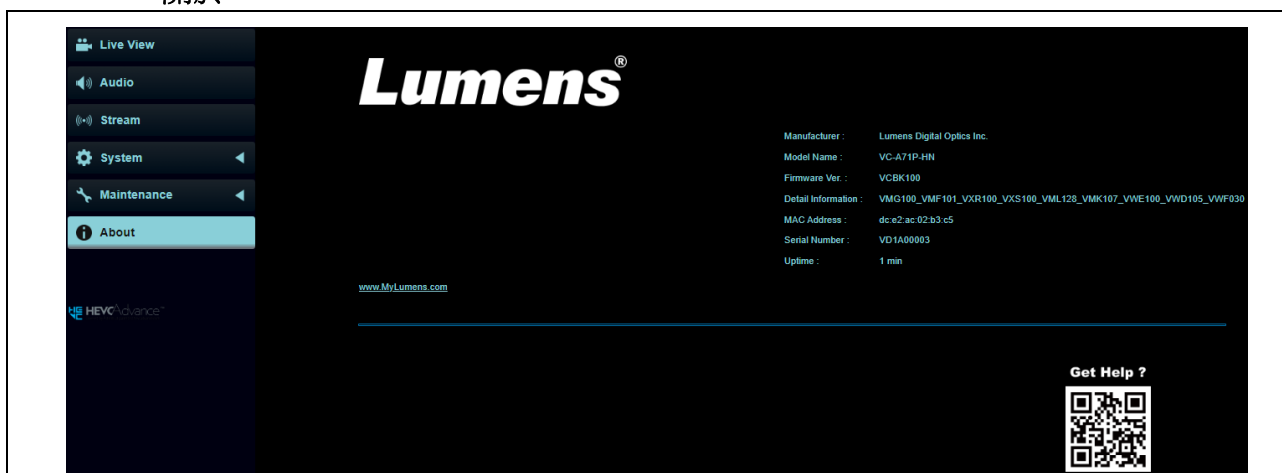 Live View
Audio
Stream
System
Maintenance
About
HEVC Advance™
Lumens®
Manufacturer : Lumens Digital Optics Inc.
Model Name : VC-A71P-HN
Firmware Ver. : VCBK100
Detail Information : VMG100_VMF101_VXR100_VXS100_VML128_VMK107_VWE100_VWD105_VWF030
MAC Address : dc:e2:ac:02:b3:c5
Serial Number : VD1A00003
Uptime : 1 min
www.MyLumens.com
Get Help ?